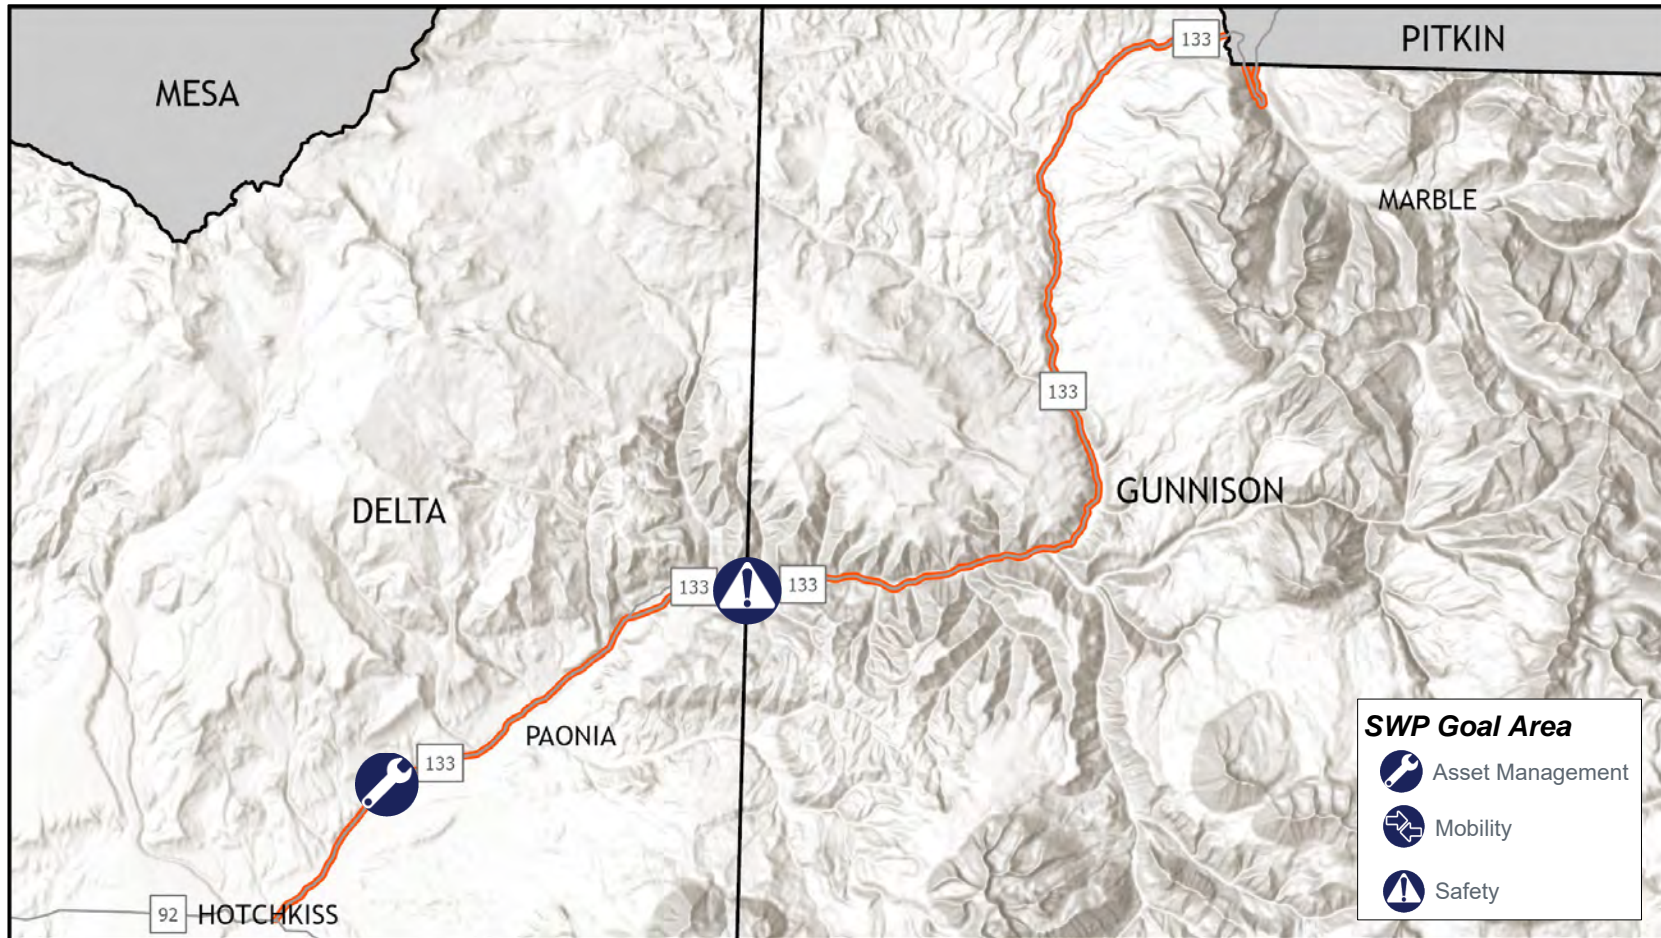 133
PITKIN
MESA
MARBLE
133
GUNNISON
DELTA
133
133
PAONIA
133
92
HOTCHKISS
SWP Goal Area
Asset Management
Mobility
Safety